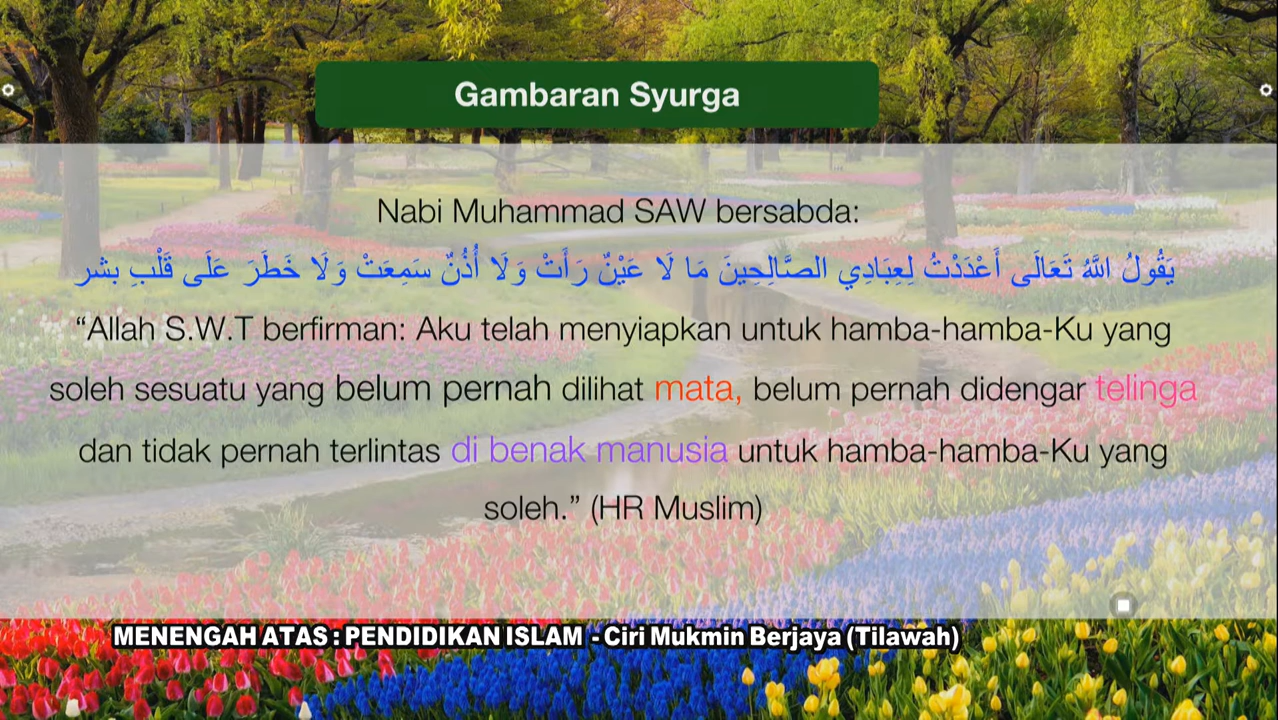 Gambaran Syurga
Nabi Muhammad SAW bersabda:
يَقُولُ اللَّهُ تَعَالَى أَعْدَدْتُ لِعِبَادِي الصَّالِحِينَ مَا لَا عَيْنٌ رَأَتْ وَلَا أُذُنٌ سَمِعَتْ وَلَا خَطَرَ عَلَى قَلْبِ بشر
“Allah S.W.T berfirman: Aku telah menyiapkan untuk hamba-hamba-Ku yang
soleh sesuatu yang belum pernah dilihat mata, belum pernah didengar telinga
dan tidak pernah terlintas di benak manusia untuk hamba-hamba-Ku yang
soleh.” (HR Muslim)
MENENGAH ATAS : PENDIDIKAN ISLAM - Ciri Mukmin Berjaya (Tilawah)